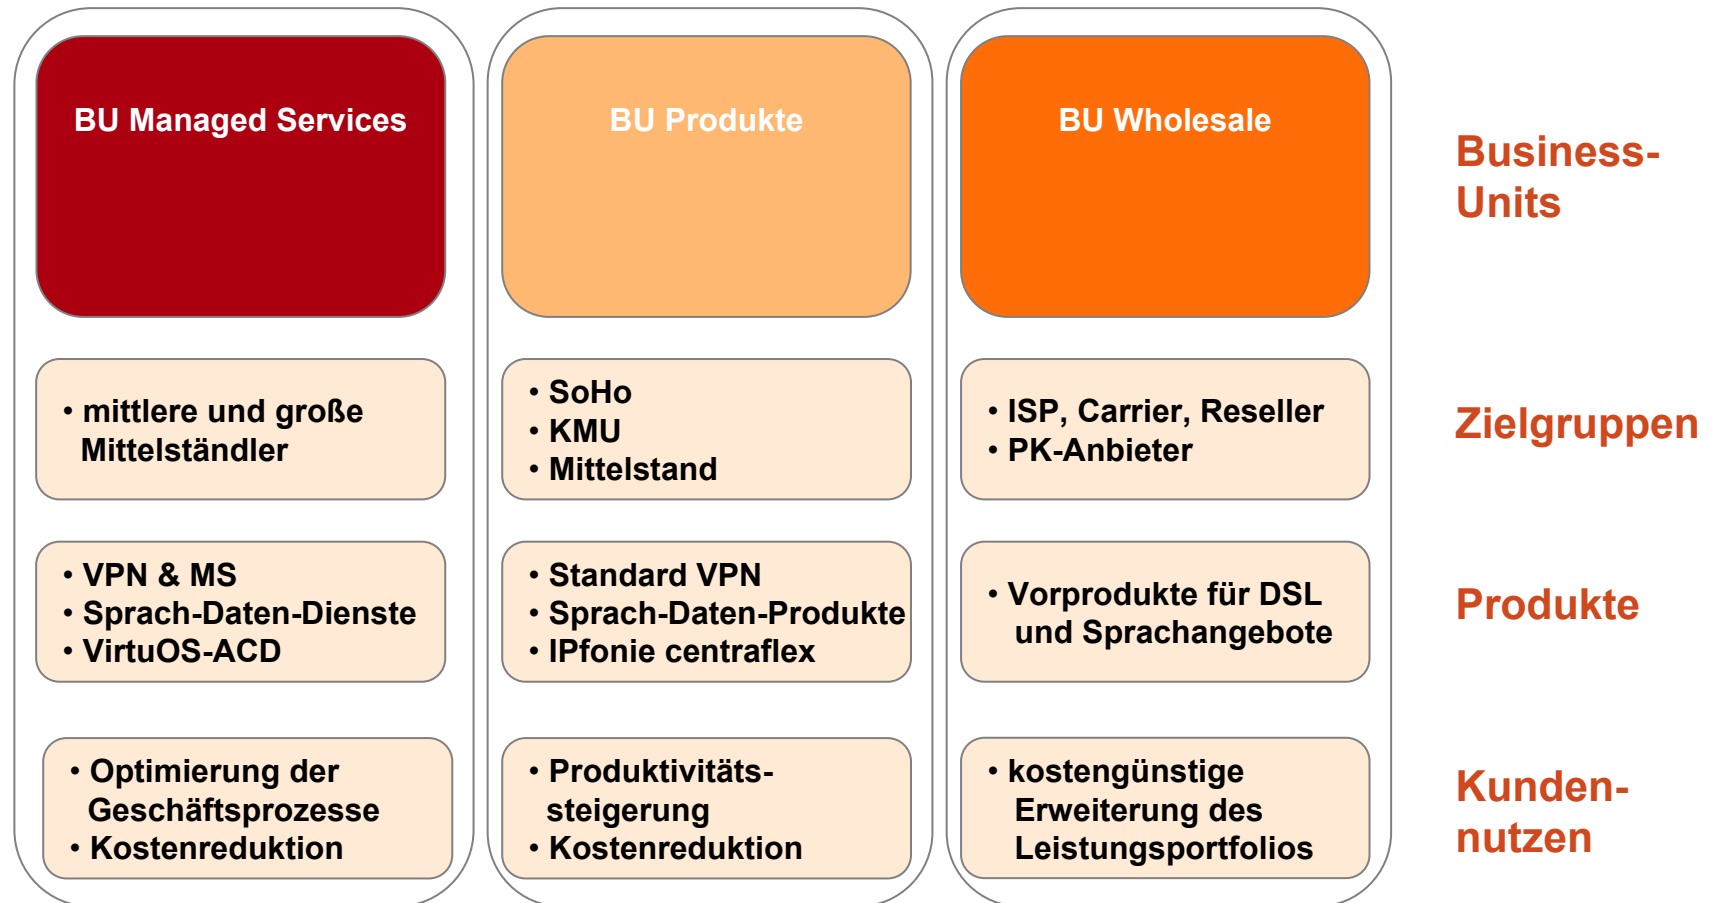 BU Managed Services
BU Produkte
BU Wholesale
Business-
Units
• mittlere und große
Mittelständler
• SoHo
• KMU
• Mittelstand
• ISP, Carrier, Reseller
• PK-Anbieter
Zielgruppen
• VPN & MS
• Sprach-Daten-Dienste
• VirtuOS-ACD
• Standard VPN
• Sprach-Daten-Produkte
• IPfonie centraflex
• Vorprodukte für DSL
und Sprachangebote
Produkte
• Optimierung der
Geschäftsprozesse
• Kostenreduktion
• Produktivitäts-
steigerung
• Kostenreduktion
• kostengünstige
Erweiterung des
Leistungsportfolios
Kunden-
nutzen